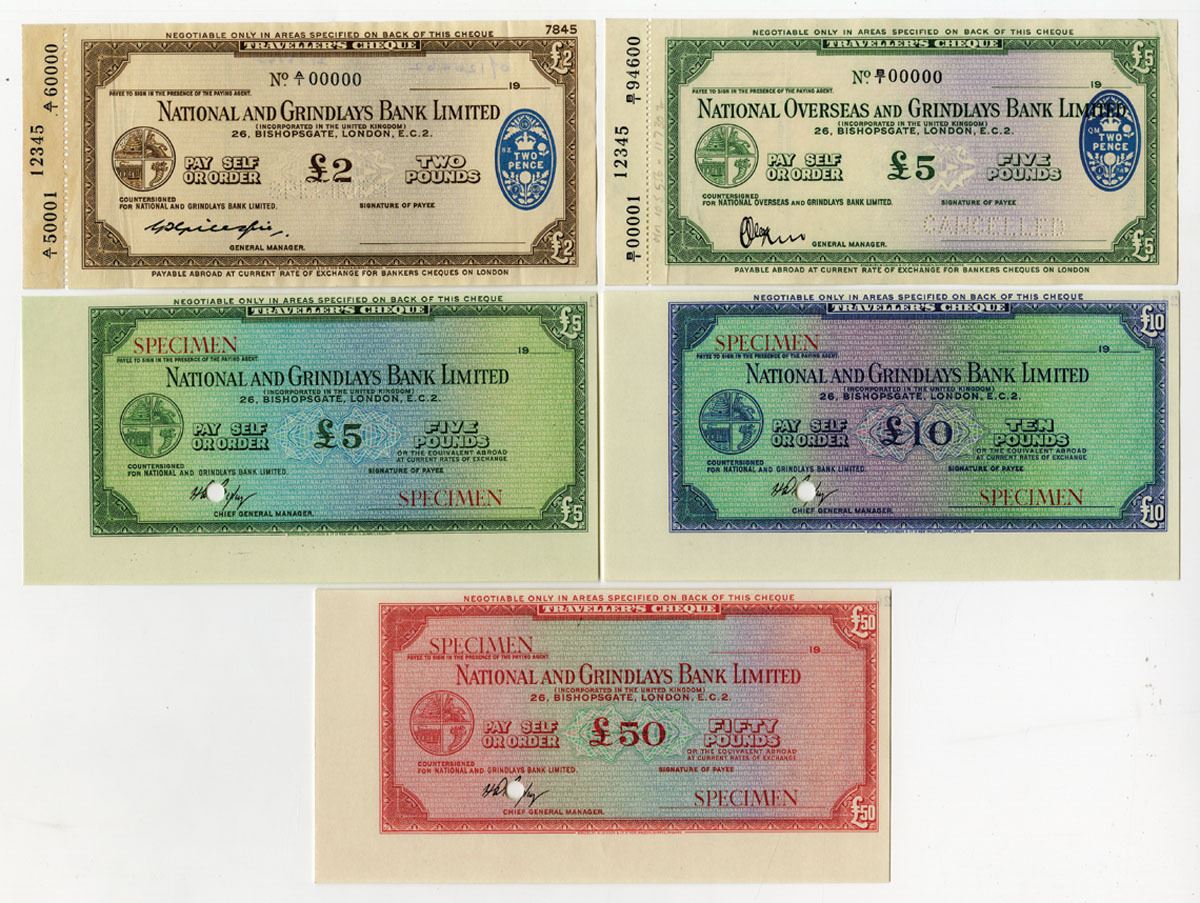 NEGOTIABLE ONLY IN AREAS SPECIFIED ON BACK OF THIS CHEQUE
7845
TRAVELLER'S CHEQUE
£2
A/1 50001 12345 A/1 60000
No A/1 00000
19
PAYEE TO SIGN IN THE PRESENCE OF THE PAYING AGENT.
NATIONAL AND GRINDLAYS BANK LIMITED
(INCORPORATED IN THE UNITED KINGDOM)
26, BISHOPSGATE, LONDON, E.C.2.
PAY SELF OR ORDER
£2
TWO POUNDS
TWO PENCE
COUNTERSIGNED
FOR NATIONAL AND GRINDLAYS BANK LIMITED.
SIGNATURE OF PAYEE
GENERAL MANAGER.
£2
PAYABLE ABROAD AT CURRENT RATE OF EXCHANGE FOR BANKERS CHEQUES ON LONDON
NEGOTIABLE ONLY IN AREAS SPECIFIED ON BACK OF THIS CHEQUE
TRAVELLER'S CHEQUE
£5
B/1 00001 12345 B/1 94600
No B/1 00000
19
PAYEE TO SIGN IN THE PRESENCE OF THE PAYING AGENT.
NATIONAL OVERSEAS AND GRINDLAYS BANK LIMITED
(INCORPORATED IN THE UNITED KINGDOM)
26, BISHOPSGATE, LONDON, E.C.2.
PAY SELF OR ORDER
£5
FIVE POUNDS
QM
TWO PENCE
COUNTERSIGNED
FOR NATIONAL OVERSEAS AND GRINDLAYS BANK LIMITED.
SIGNATURE OF PAYEE
CANCELLED
GENERAL MANAGER.
£5
PAYABLE ABROAD AT CURRENT RATE OF EXCHANGE FOR BANKERS CHEQUES ON LONDON
NEGOTIABLE ONLY IN AREAS SPECIFIED ON BACK OF THIS CHEQUE
TRAVELLER'S CHEQUE
£5
SPECIMEN
19
PAYEE TO SIGN IN THE PRESENCE OF THE PAYING AGENT.
NATIONAL AND GRINDLAYS BANK LIMITED
(INCORPORATED IN THE UNITED KINGDOM)
26, BISHOPSGATE, LONDON, E.C.2.
PAY SELF OR ORDER
£5
FIVE POUNDS
OR THE EQUIVALENT ABROAD
AT CURRENT RATES OF EXCHANGE
COUNTERSIGNED
FOR NATIONAL AND GRINDLAYS BANK LIMITED.
SIGNATURE OF PAYEE
SPECIMEN
CHIEF GENERAL MANAGER.
£5
NEGOTIABLE ONLY IN AREAS SPECIFIED ON BACK OF THIS CHEQUE
TRAVELLER'S CHEQUE
£10
SPECIMEN
19
PAYEE TO SIGN IN THE PRESENCE OF THE PAYING AGENT.
NATIONAL AND GRINDLAYS BANK LIMITED
(INCORPORATED IN THE UNITED KINGDOM)
26, BISHOPSGATE, LONDON, E.C.2.
PAY SELF OR ORDER
£10
TEN POUNDS
OR THE EQUIVALENT ABROAD
AT CURRENT RATES OF EXCHANGE
COUNTERSIGNED
FOR NATIONAL AND GRINDLAYS BANK LIMITED.
SIGNATURE OF PAYEE
SPECIMEN
CHIEF GENERAL MANAGER.
£10
NEGOTIABLE ONLY IN AREAS SPECIFIED ON BACK OF THIS CHEQUE
TRAVELLER'S CHEQUE
£50
SPECIMEN
19
PAYEE TO SIGN IN THE PRESENCE OF THE PAYING AGENT.
NATIONAL AND GRINDLAYS BANK LIMITED
(INCORPORATED IN THE UNITED KINGDOM)
26, BISHOPSGATE, LONDON, E.C.2.
PAY SELF OR ORDER
£50
FIFTY POUNDS
OR THE EQUIVALENT ABROAD
AT CURRENT RATES OF EXCHANGE
COUNTERSIGNED
FOR NATIONAL AND GRINDLAYS BANK LIMITED.
SIGNATURE OF PAYEE
SPECIMEN
CHIEF GENERAL MANAGER.
£50